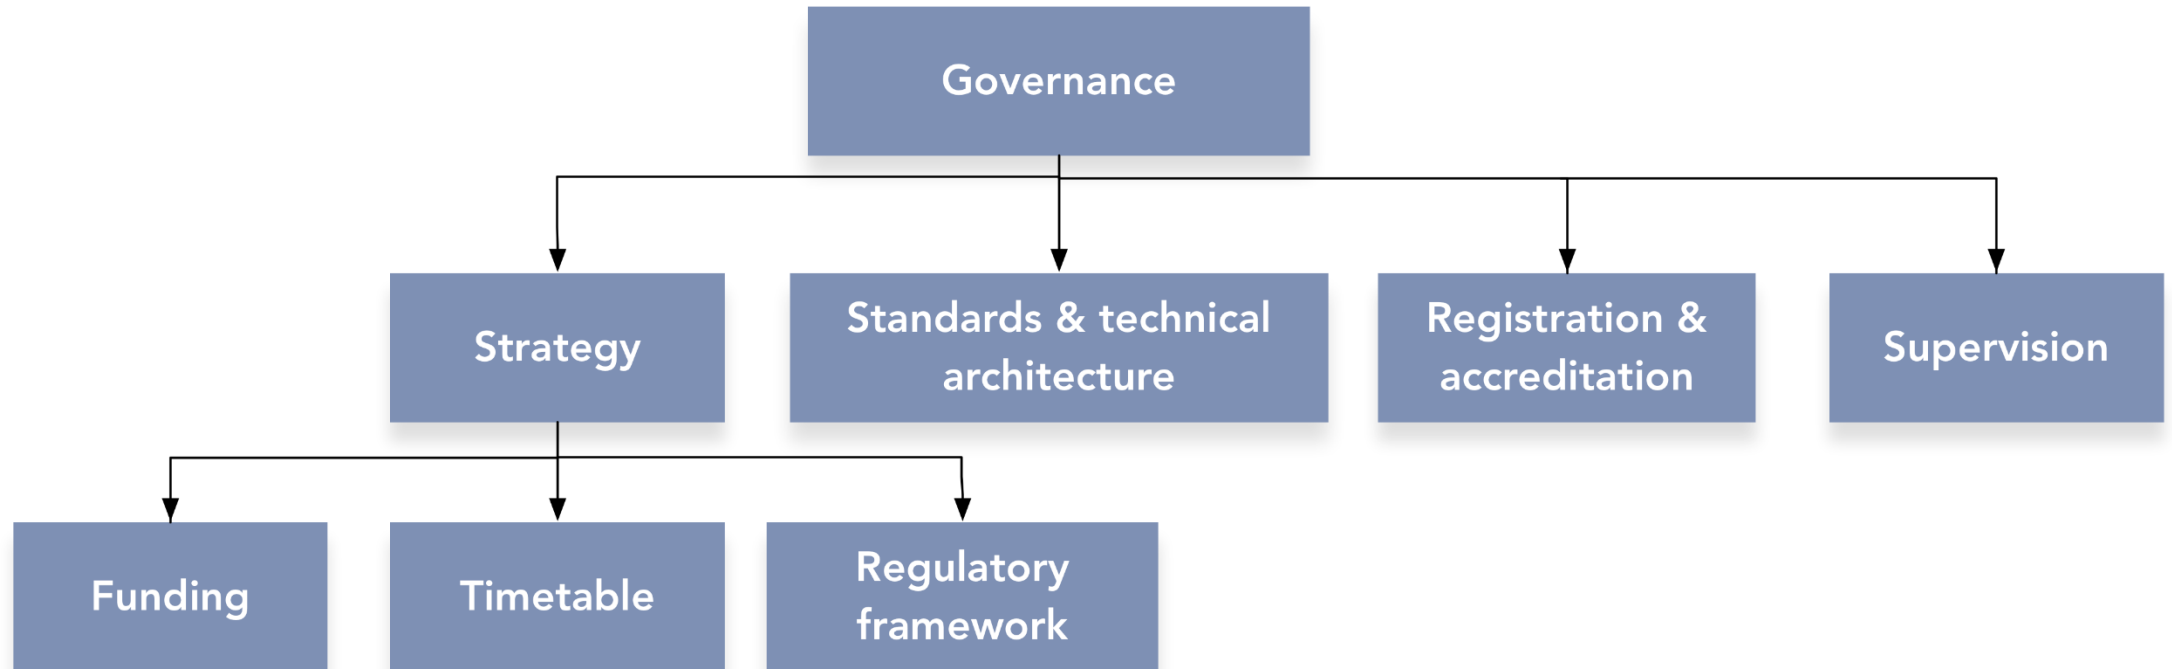 Governance
Strategy
Standards & technical
architecture
Registration &
accreditation
Supervision
Funding
Timetable
Regulatory
framework